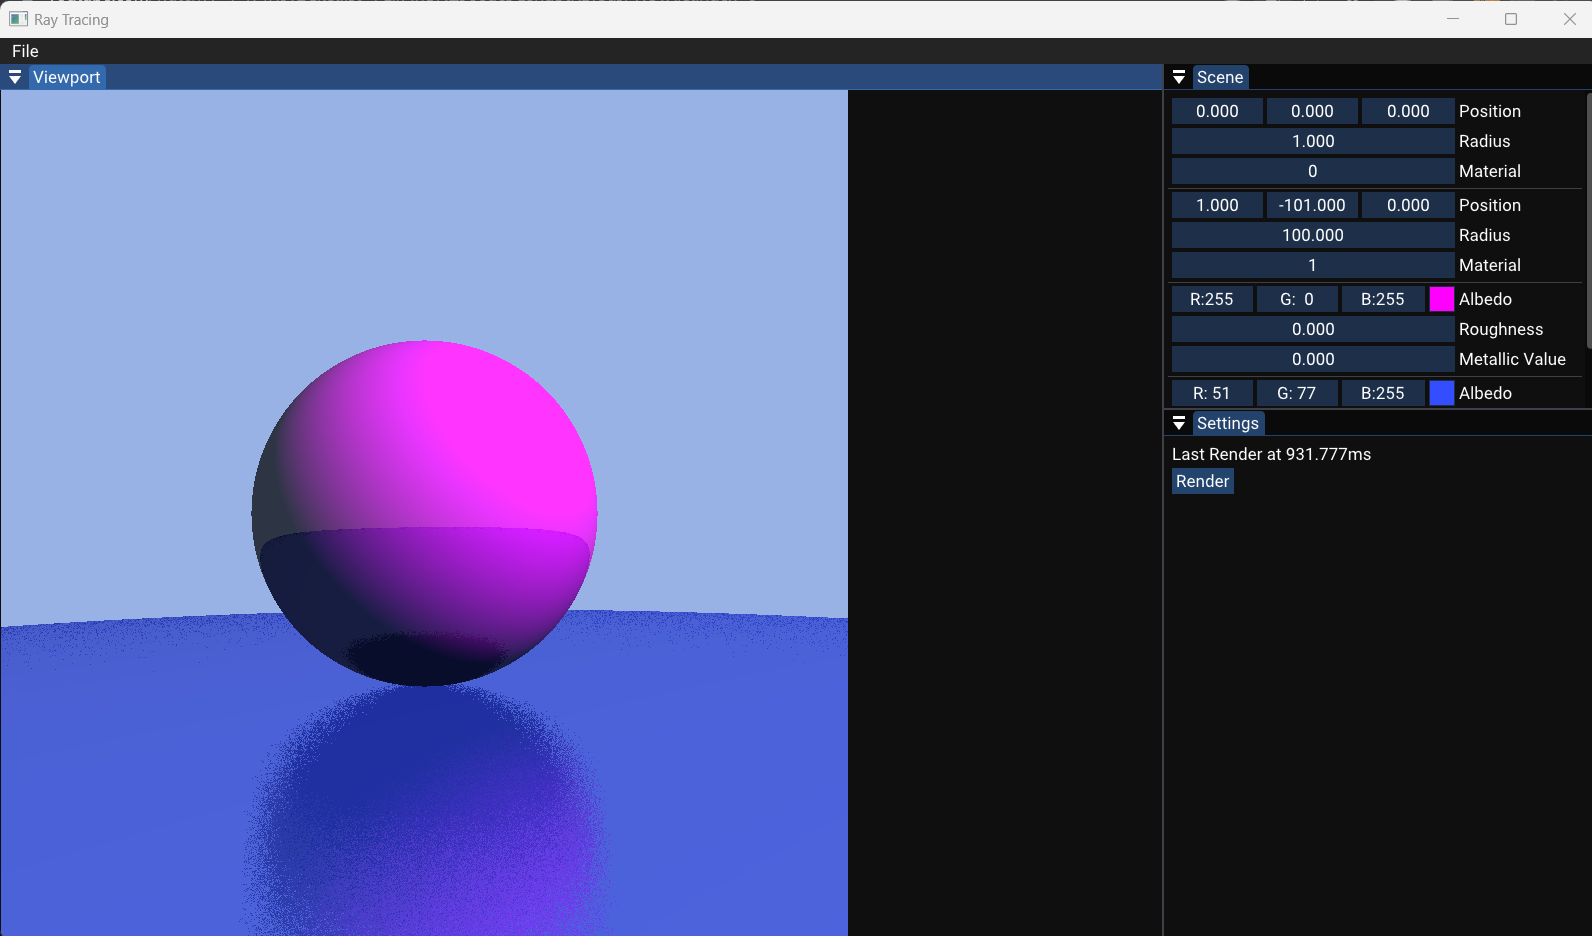 Ray Tracing
File
Viewport
Scene
0.000 0.000 0.000 Position
1.000 Radius
0 Material
1.000 -101.000 0.000 Position
100.000 Radius
1 Material
R:255 G: 0 B:255 Albedo
0.000 Roughness
0.000 Metallic Value
R: 51 G: 77 B:255 Albedo
Settings
Last Render at 931.777ms
Render